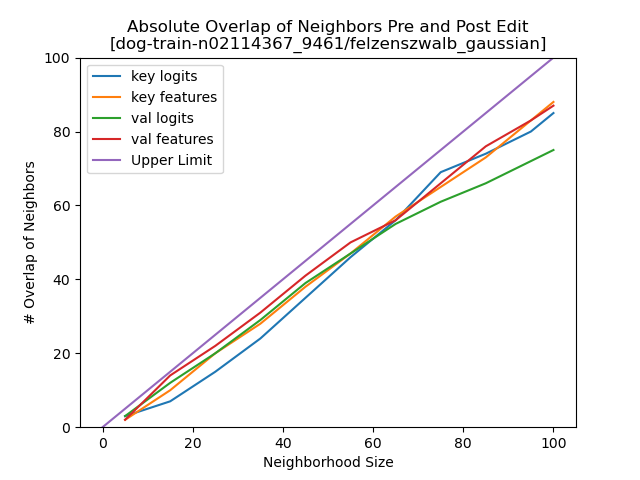 Absolute Overlap of Neighbors Pre and Post Edit
[dog-train-n02114367_9461/felzenszwalb_gaussian]
100
80
60
40
20
0
# Overlap of Neighbors
key logits
key features
val logits
val features
Upper Limit
0 20 40 60 80 100
Neighborhood Size